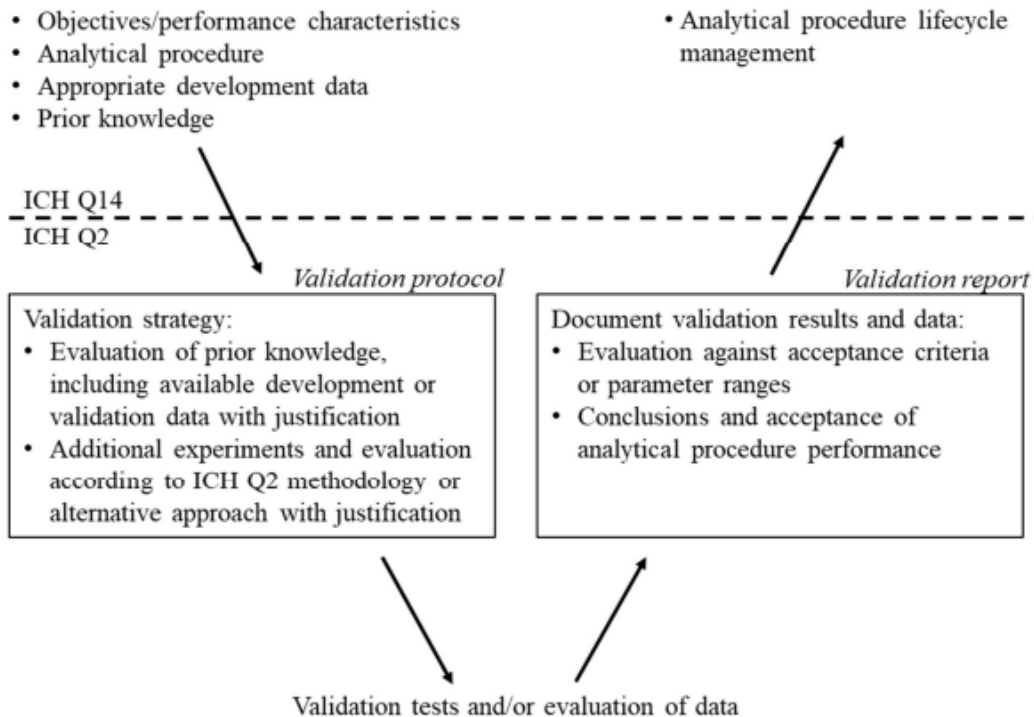 • Objectives/performance characteristics
• Analytical procedure
• Appropriate development data
• Prior knowledge
• Analytical procedure lifecycle
management
ICH Q14
ICH Q2
Validation protocol
Validation strategy:
• Evaluation of prior knowledge,
including available development or
validation data with justification
• Additional experiments and evaluation
according to ICH Q2 methodology or
alternative approach with justification
Validation report
Document validation results and data:
• Evaluation against acceptance criteria
or parameter ranges
• Conclusions and acceptance of
analytical procedure performance
Validation tests and/or evaluation of data